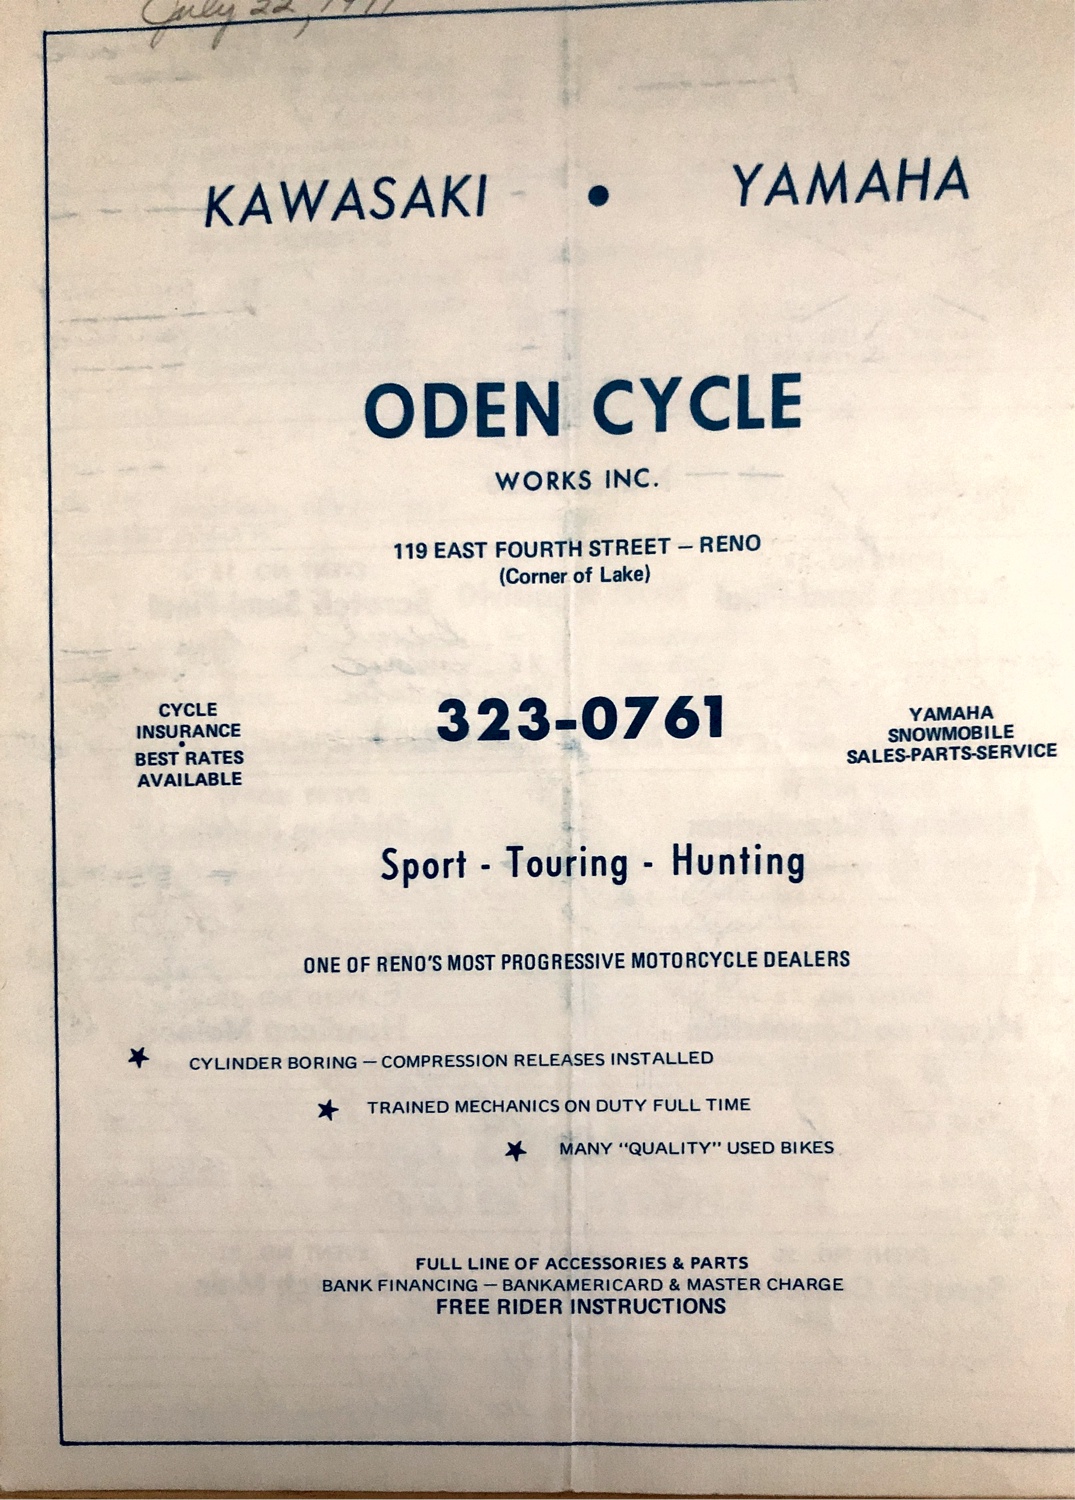 July 22, 1971
KAWASAKI • YAMAHA
ODEN CYCLE
WORKS INC.
119 EAST FOURTH STREET — RENO
(Corner of Lake)
323-0761
CYCLE
INSURANCE
•
BEST RATES
AVAILABLE
YAMAHA
SNOWMOBILE
SALES-PARTS-SERVICE
Sport - Touring - Hunting
ONE OF RENO'S MOST PROGRESSIVE MOTORCYCLE DEALERS
★ CYLINDER BORING — COMPRESSION RELEASES INSTALLED
★ TRAINED MECHANICS ON DUTY FULL TIME
★ MANY “QUALITY” USED BIKES
FULL LINE OF ACCESSORIES & PARTS
BANK FINANCING — BANKAMERICARD & MASTER CHARGE
FREE RIDER INSTRUCTIONS